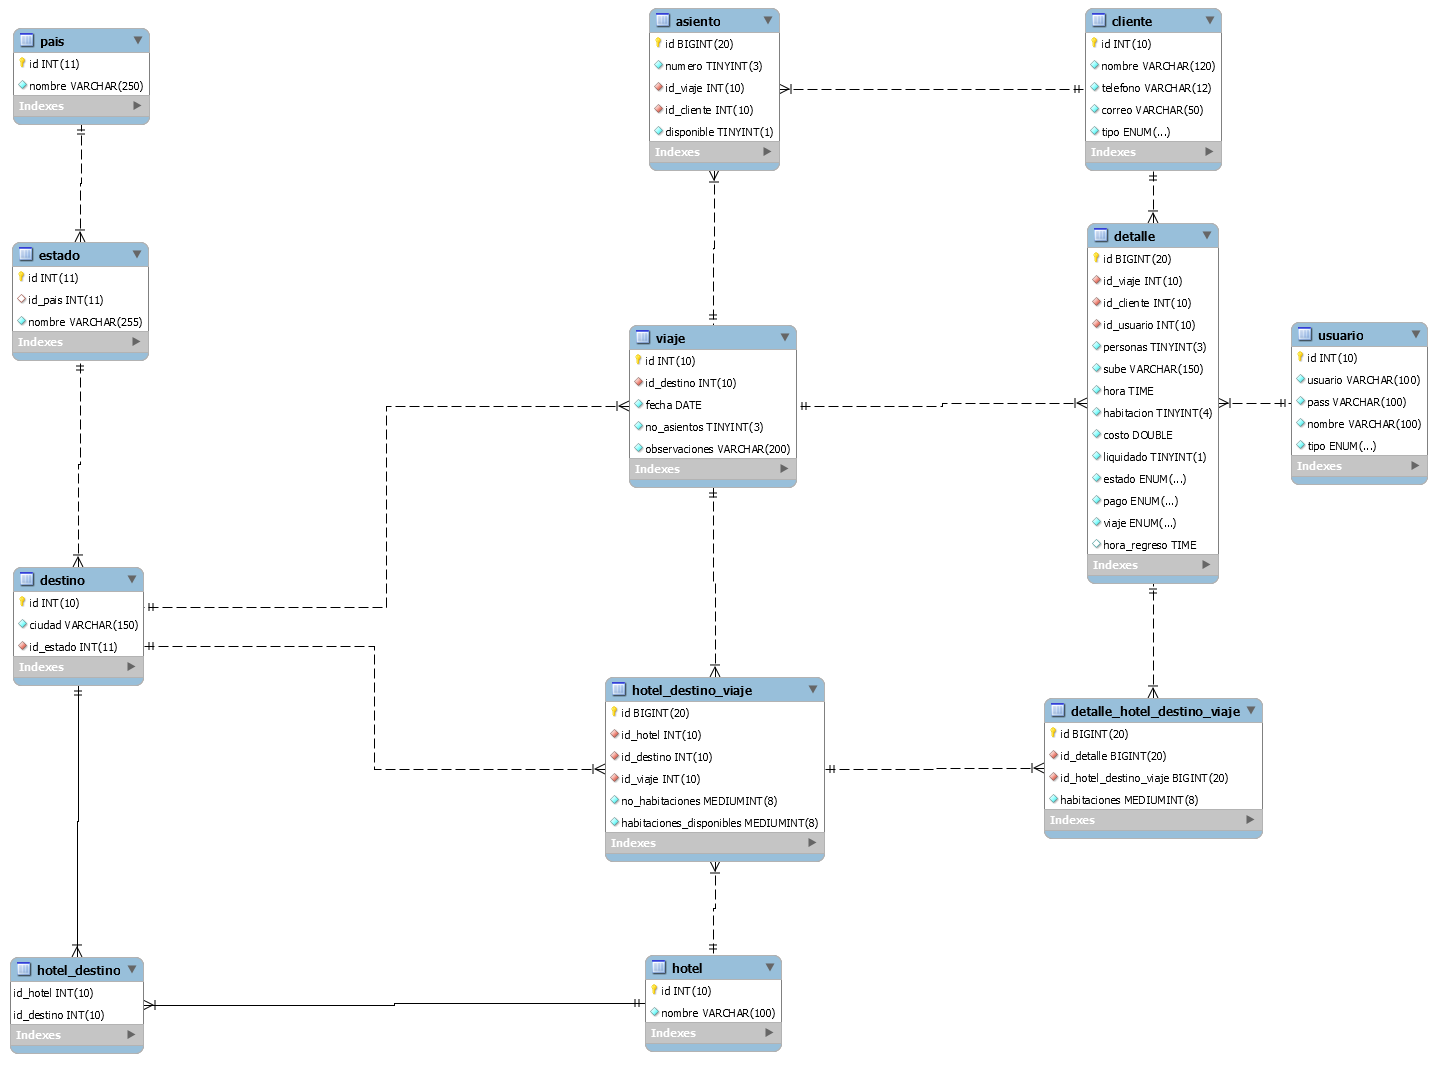 pais
id INT(11)
nombre VARCHAR(250)
Indexes
estado
id INT(11)
id_pais INT(11)
nombre VARCHAR(255)
Indexes
destino
id INT(10)
ciudad VARCHAR(150)
id_estado INT(11)
Indexes
hotel_destino
id_hotel INT(10)
id_destino INT(10)
Indexes
asiento
id BIGINT(20)
numero TINYINT(3)
id_viaje INT(10)
id_cliente INT(10)
disponible TINYINT(1)
Indexes
viaje
id INT(10)
id_destino INT(10)
fecha DATE
no_asientos TINYINT(3)
observaciones VARCHAR(200)
Indexes
hotel_destino_viaje
id BIGINT(20)
id_hotel INT(10)
id_destino INT(10)
id_viaje INT(10)
no_habitaciones MEDIUMINT(8)
habitaciones_disponibles MEDIUMINT(8)
Indexes
hotel
id INT(10)
nombre VARCHAR(100)
Indexes
cliente
id INT(10)
nombre VARCHAR(120)
telefono VARCHAR(12)
correo VARCHAR(50)
tipo ENUM(...)
Indexes
detalle
id BIGINT(20)
id_viaje INT(10)
id_cliente INT(10)
id_usuario INT(10)
personas TINYINT(3)
sube VARCHAR(150)
hora TIME
habitacion TINYINT(4)
costo DOUBLE
liquidado TINYINT(1)
estado ENUM(...)
pago ENUM(...)
viaje ENUM(...)
hora_regreso TIME
Indexes
detalle_hotel_destino_viaje
id BIGINT(20)
id_detalle BIGINT(20)
id_hotel_destino_viaje BIGINT(20)
habitaciones MEDIUMINT(8)
Indexes
usuario
id INT(10)
usuario VARCHAR(100)
pass VARCHAR(100)
nombre VARCHAR(100)
tipo ENUM(...)
Indexes